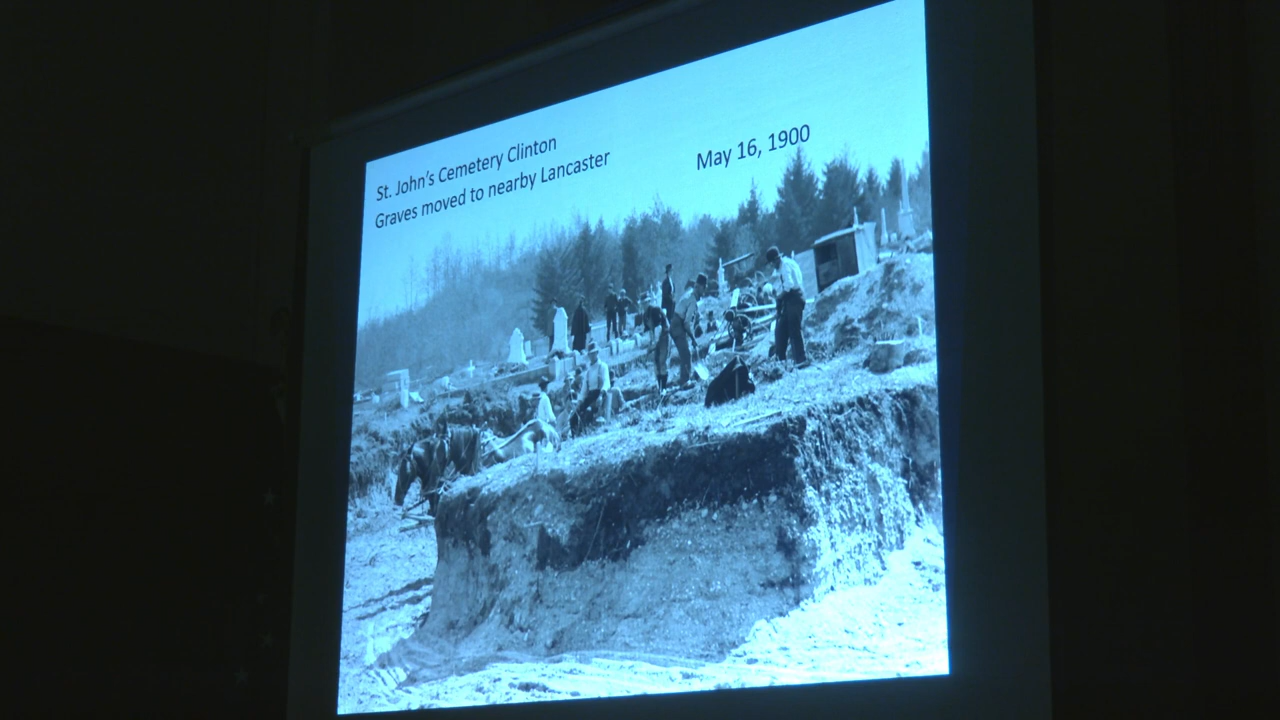 St. John's Cemetery Clinton
Graves moved to nearby Lancaster
May 16, 1900